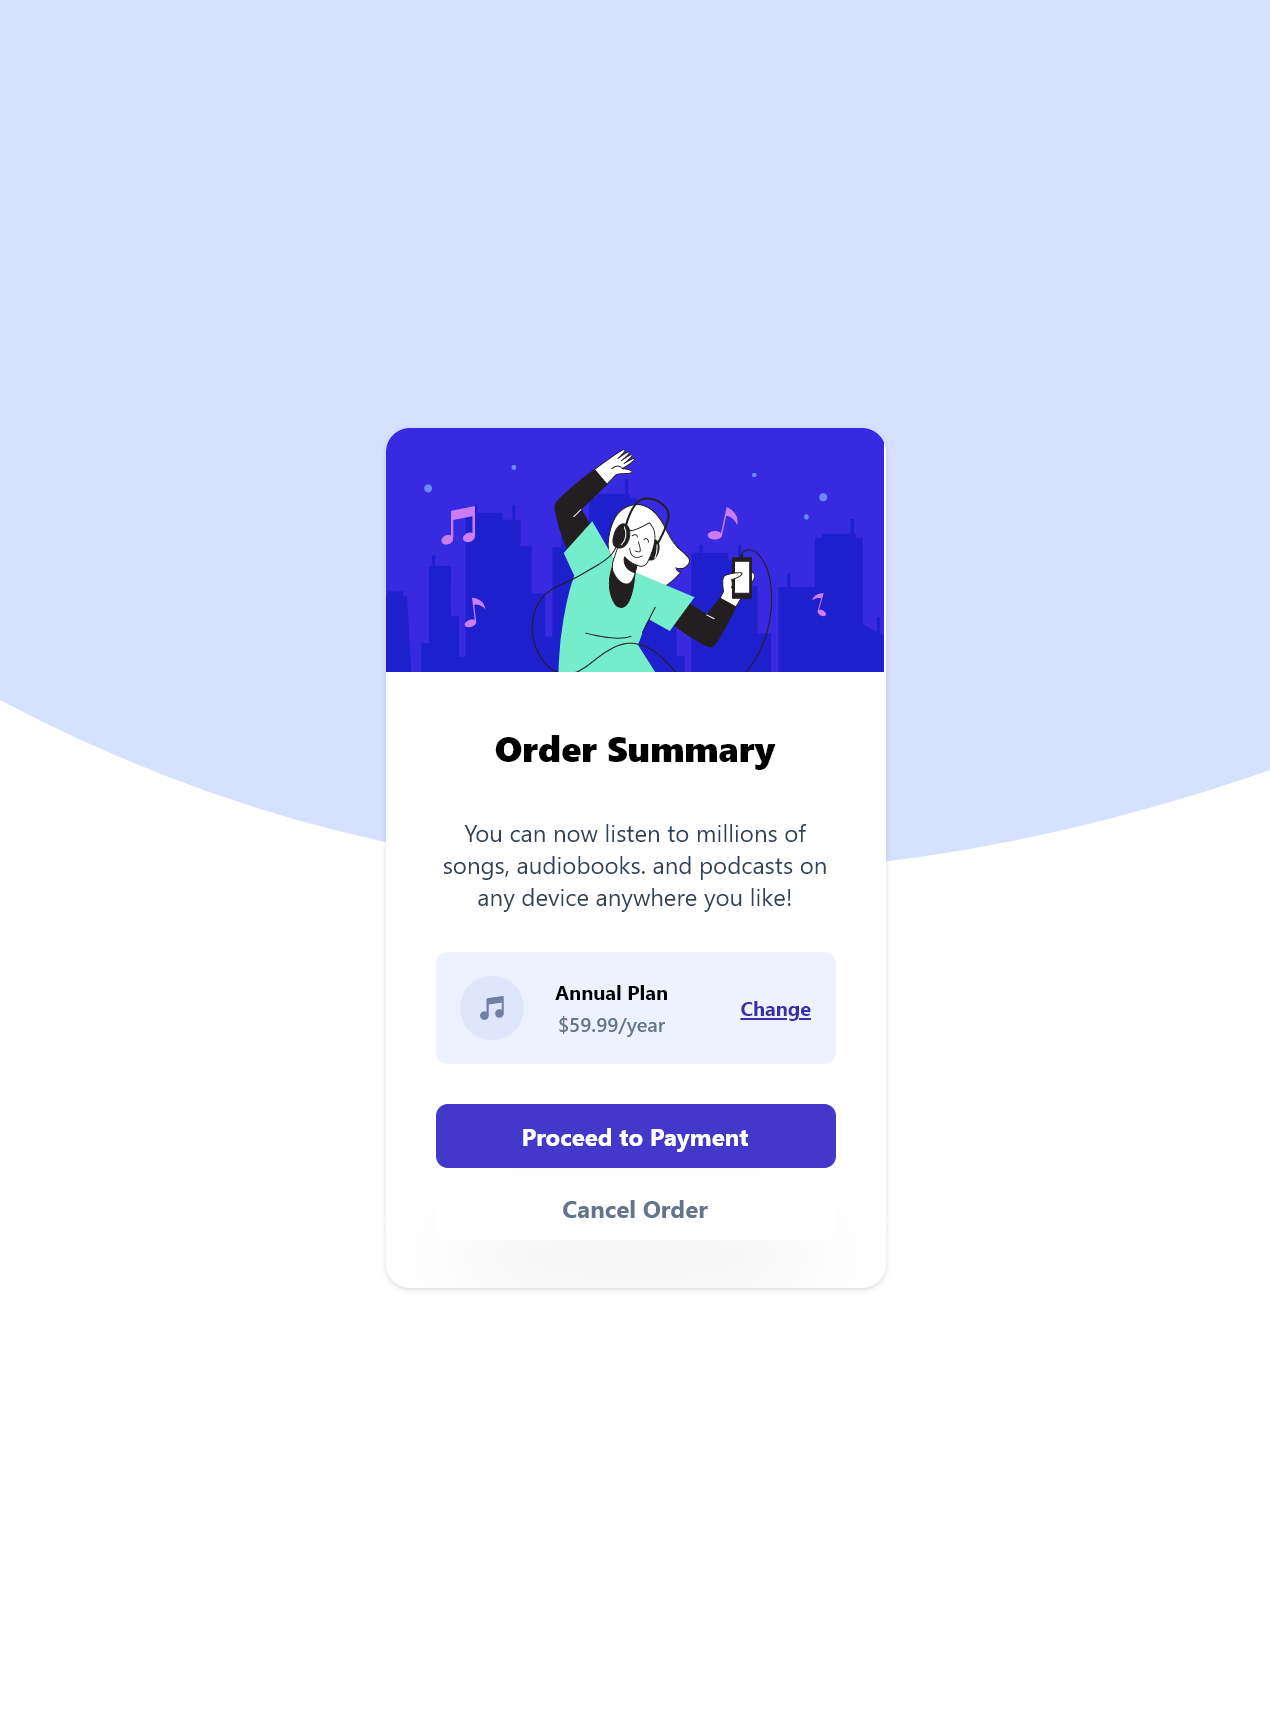 Order Summary
You can now listen to millions of
songs, audiobooks. and podcasts on
any device anywhere you like!
Annual Plan
$59.99/year
Change
Proceed to Payment
Cancel Order